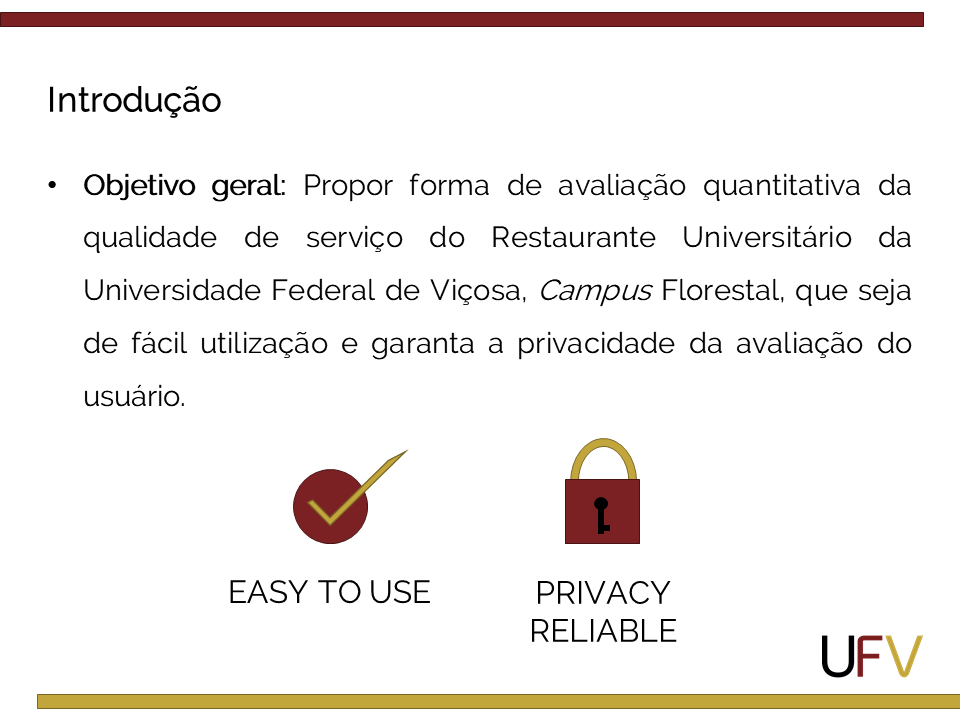 Introdução
• Objetivo geral: Propor forma de avaliação quantitativa da
qualidade de serviço do Restaurante Universitário da
Universidade Federal de Viçosa, Campus Florestal, que seja
de fácil utilização e garanta a privacidade da avaliação do
usuário.
EASY TO USE
PRIVACY
RELIABLE
UFV